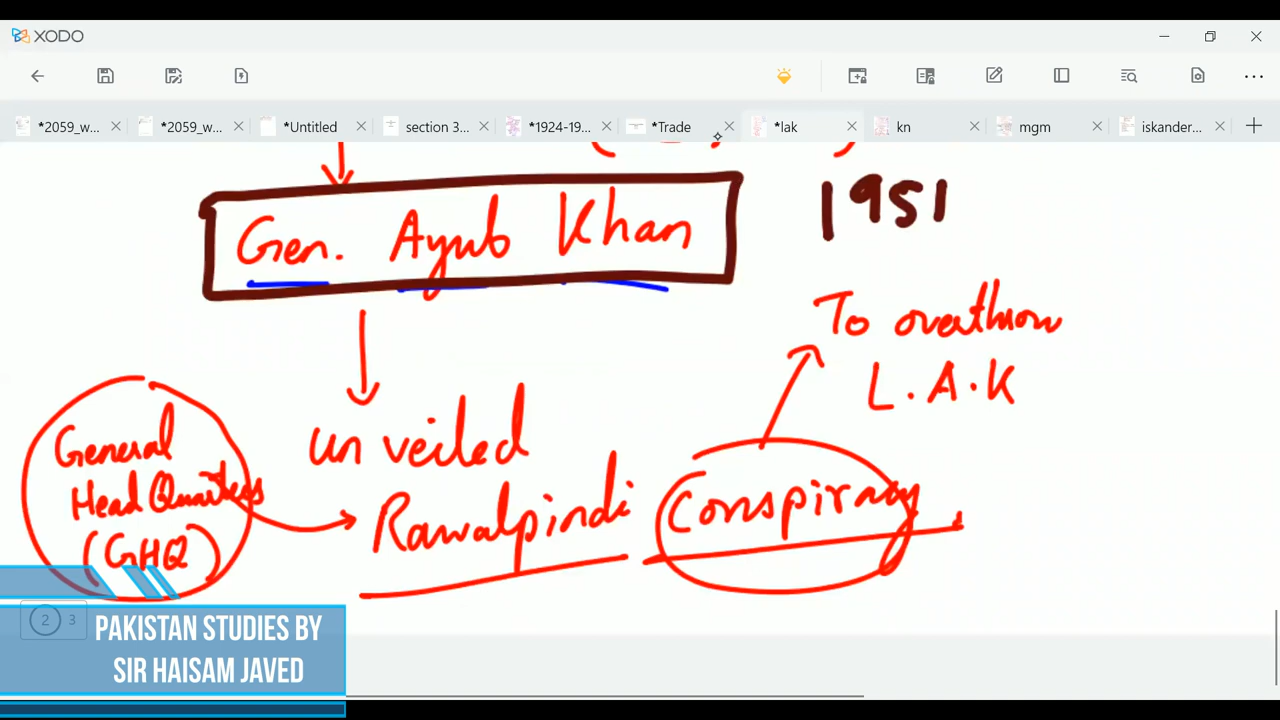 XODO
*2059_w...
*2059_w...
*Untitled
section 3...
*1924-19...
*Trade
*lak
kn
mgm
iskander...
Gen. Ayub Khan
1951
To overthrow
L.A.K
un veiled
Rawalpindi Conspiracy
General
Head Quarters
(GHQ)
2 3
PAKISTAN STUDIES BY
SIR HAISAM JAVED